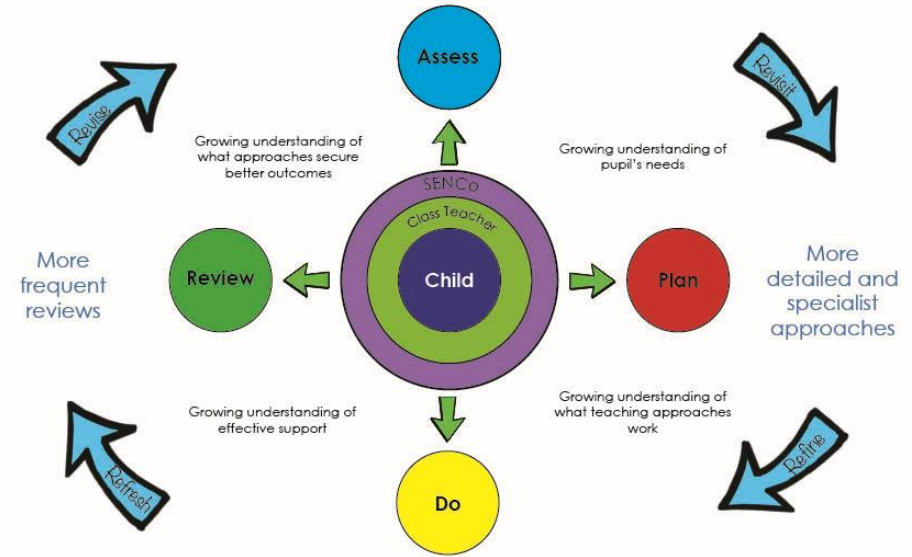 Assess
Revise
Revisit
Growing understanding of
what approaches secure
better outcomes
Growing understanding of
pupil's needs
SENCo
Class Teacher
Child
Review
Plan
More
frequent
reviews
More
detailed and
specialist
approaches
Growing understanding of
effective support
Growing understanding of
what teaching approaches
work
Refresh
Refine
Do